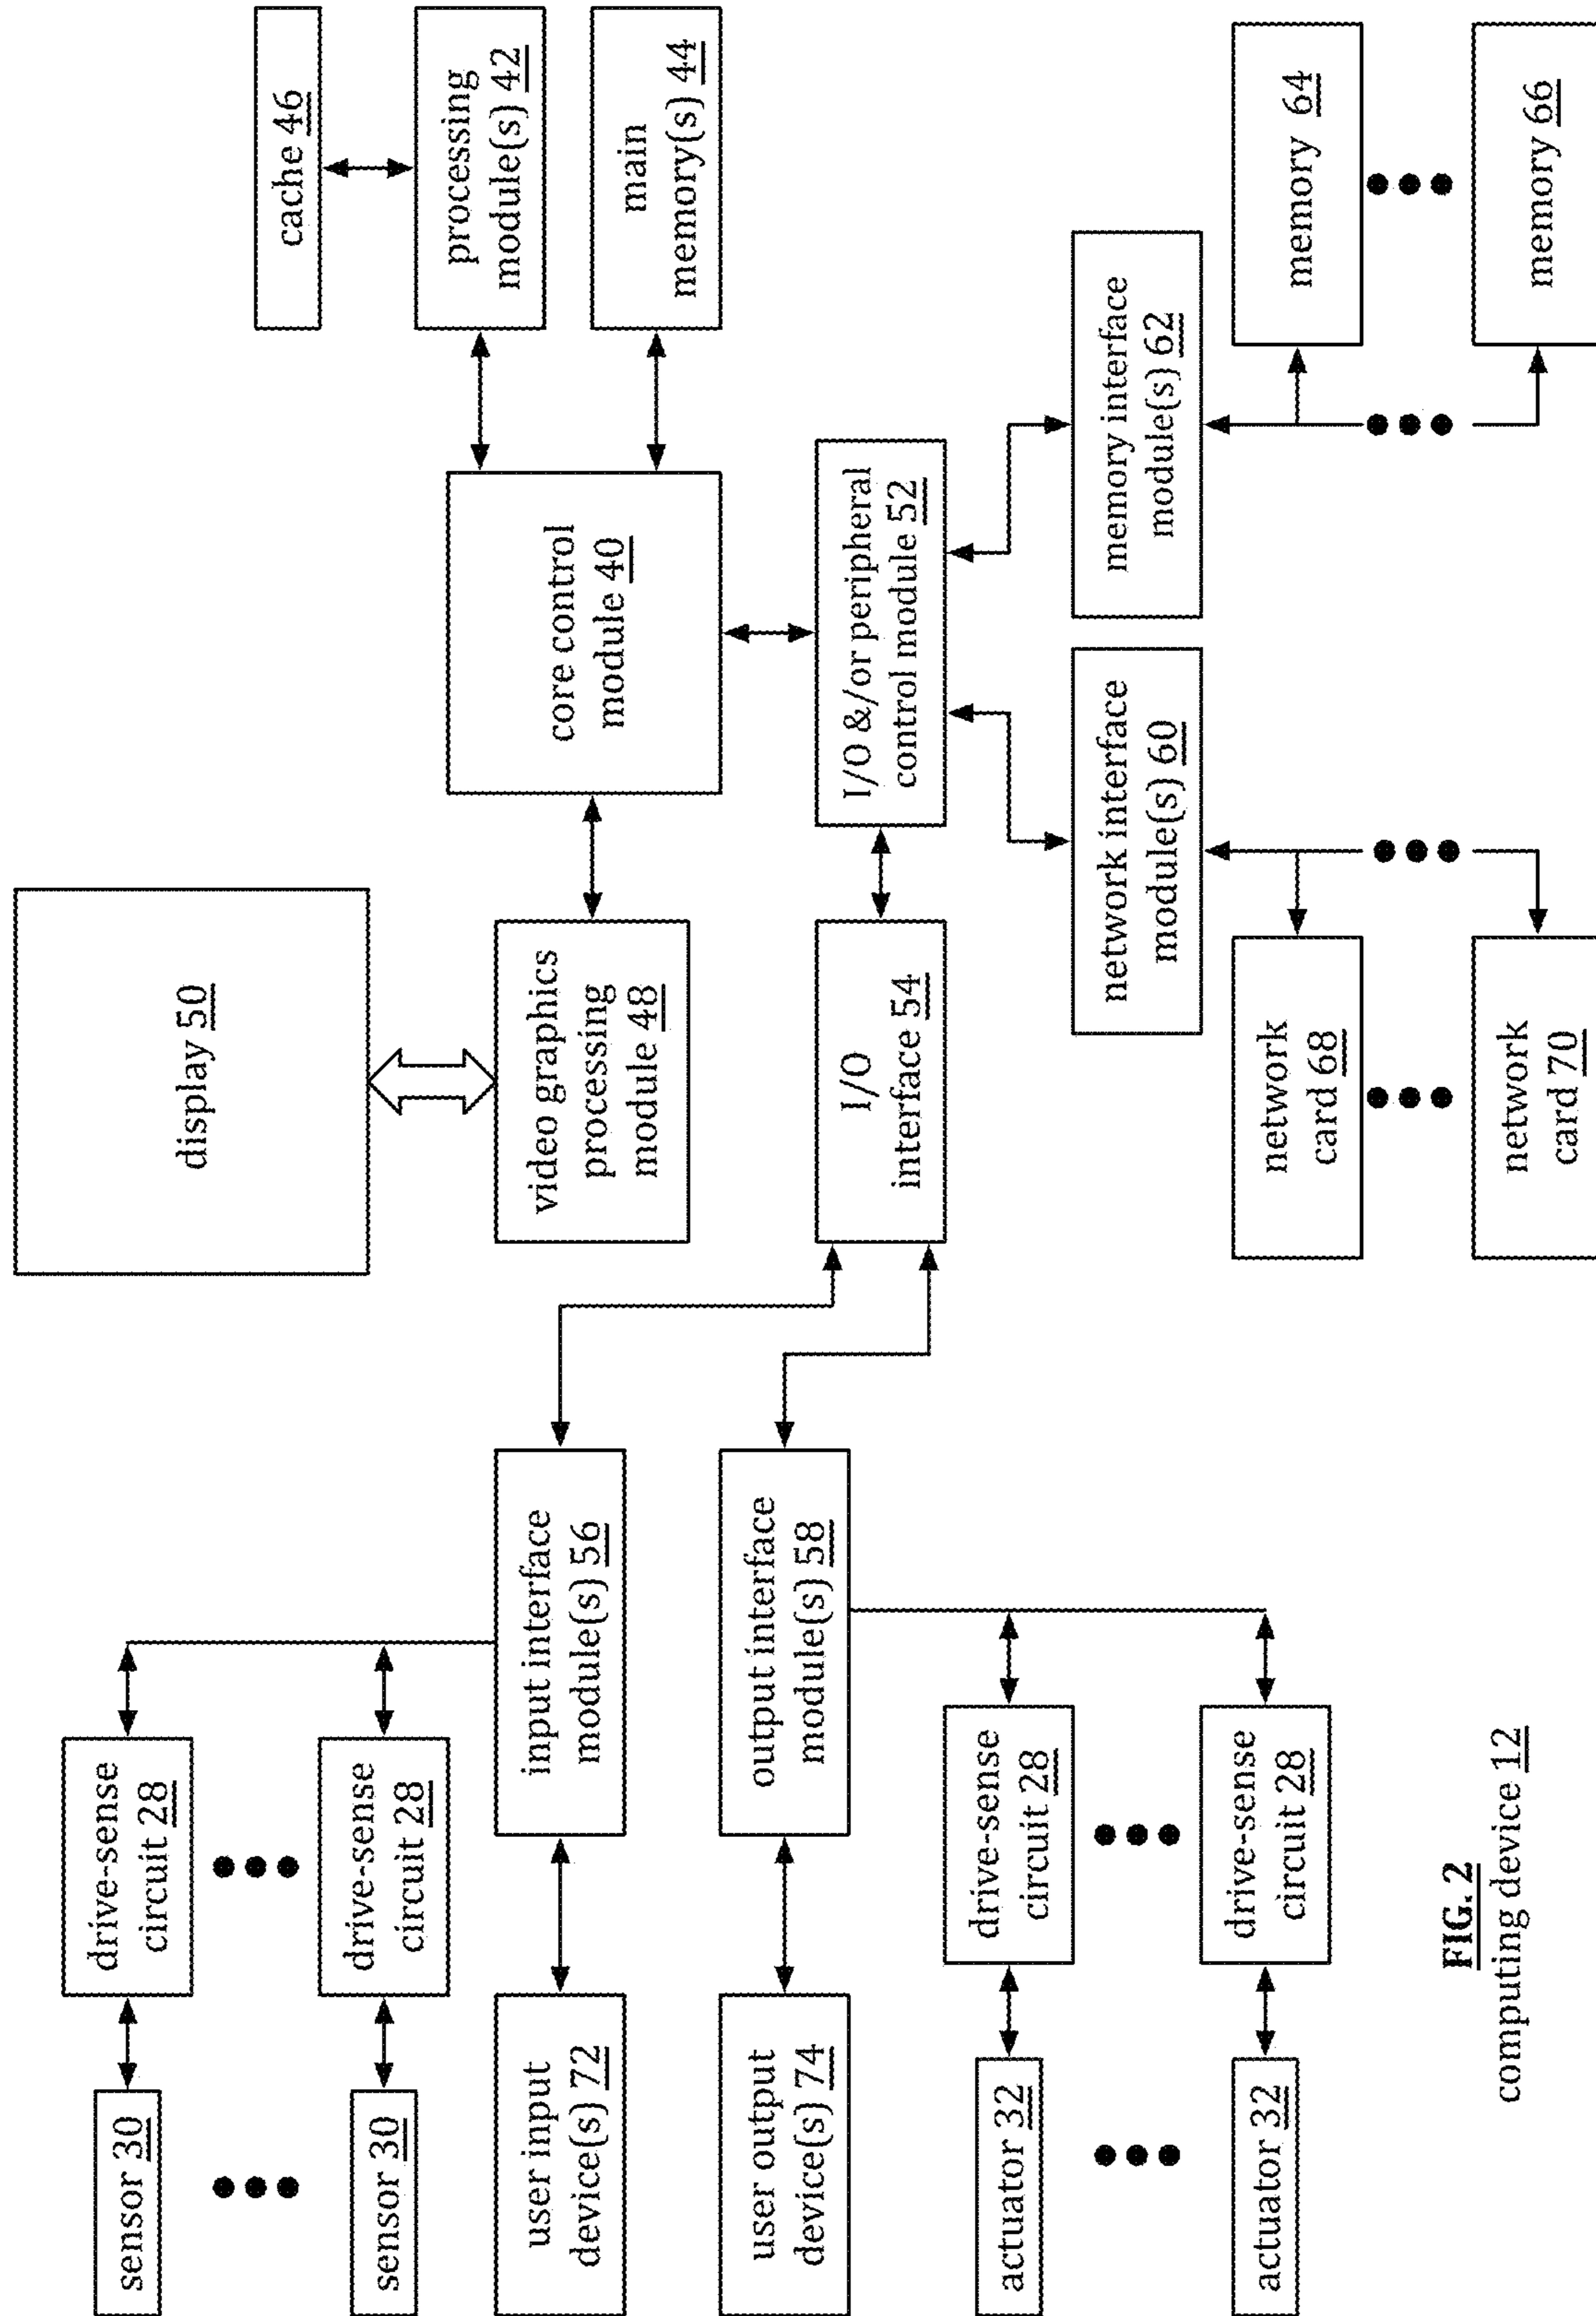 display 50
cache 46
processing
module(s) 42
main
memory(s) 44
core control
module 40
video graphics
processing
module 48
I/O &/or peripheral
control module 52
I/O
interface 54
sensor 30
drive-sense
circuit 28
sensor 30
drive-sense
circuit 28
user input
device(s) 72
input interface
module(s) 56
user output
device(s) 74
output interface
module(s) 58
actuator 32
drive-sense
circuit 28
actuator 32
drive-sense
circuit 28
network interface
module(s) 60
memory interface
module(s) 62
network
card 68
memory 64
network
card 70
memory 66
FIG. 2
computing device 12